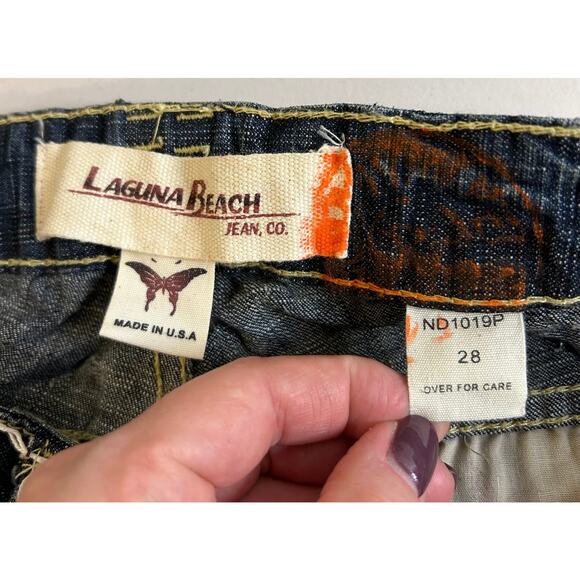 LAGUNA BEACH
JEAN, CO.
MADE IN U.S.A
ND1019P
28
OVER FOR CARE